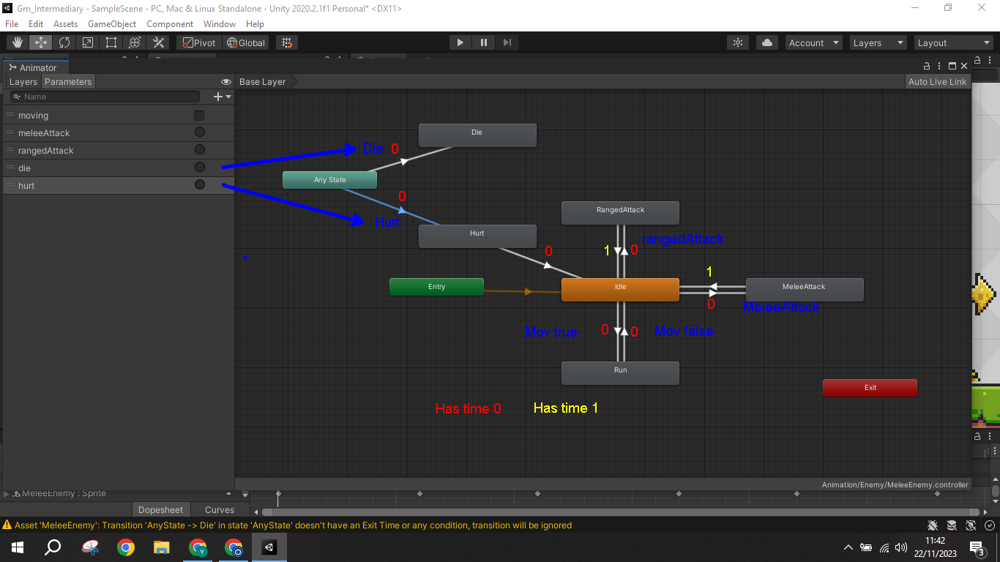 Gm_Intermediary - SampleScene - PC, Mac & Linux Standalone - Unity 2020.2.1f1 Personal* <DX11>
File Edit Assets GameObject Component Window Help
Pivot Global Account Layers Layout
Animator
Layers Parameters Base Layer Auto Live Link
Name
moving
meleeAttack
rangedAttack
die
hurt
Die
Die 0
Any State
0
Hurt
RangedAttack
Hurt
rangedAttack
1 0
0
1
Entry
Idle
MeleeAttack
0
MeleeAttack
Mov true 0 0 Mov false
Run
Exit
Has time 0 Has time 1
Animation/Enemy/MeleeEnemy.controller
MeleeEnemy : Sprite
Dopesheet Curves
Asset 'MeleeEnemy': Transition 'AnyState -> Die' in state 'AnyState' doesn't have an Exit Time or any condition, transition will be ignored
11:42
22/11/2023
3